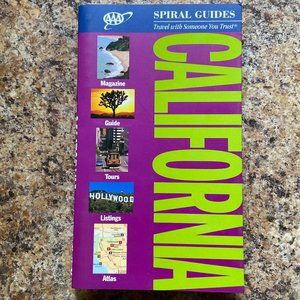 AAA
SPIRAL GUIDES
Travel with Someone You Trust®
CALIFORNIA
Magazine
Guide
Tours
HOLLYWOOD
Listings
Atlas